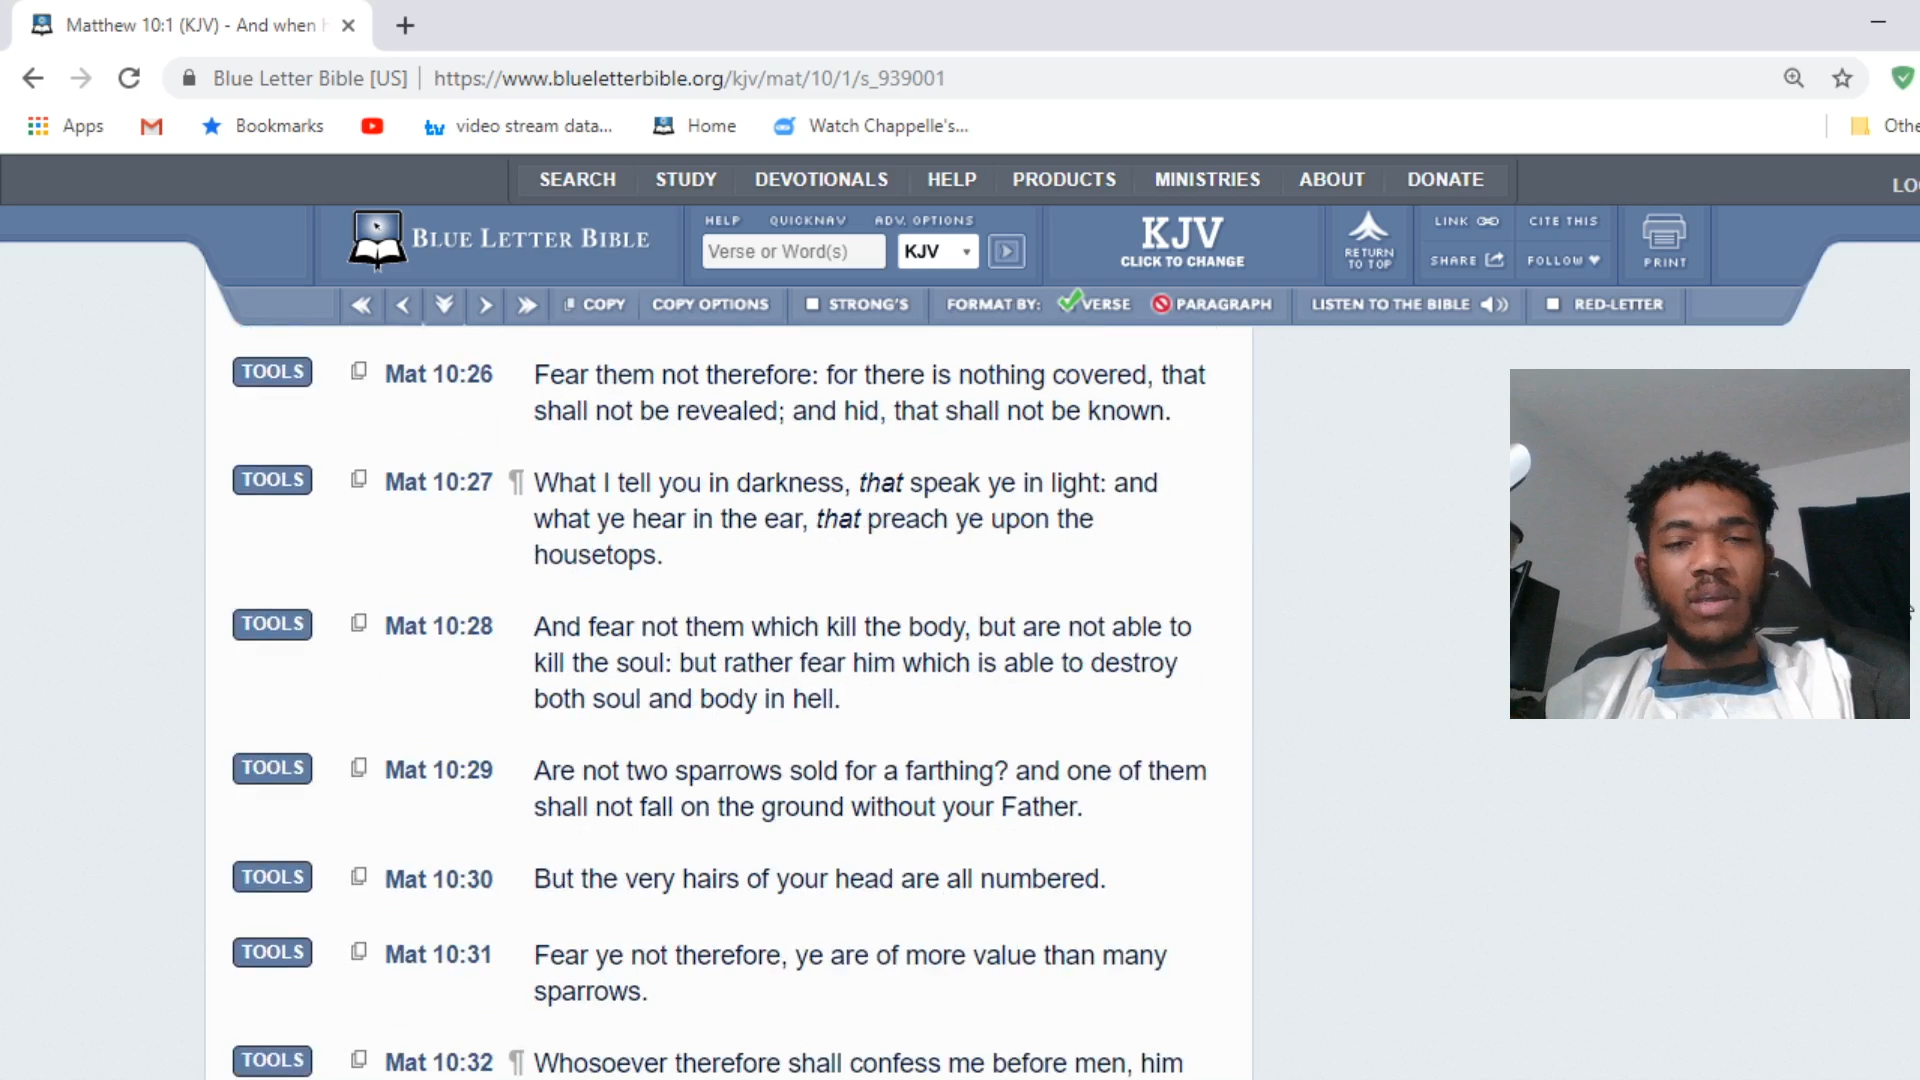 Matthew 10:1 (KJV) - And when h
Blue Letter Bible [US] | https://www.blueletterbible.org/kjv/mat/10/1/s_939001
Apps Bookmarks video stream data... Home Watch Chappelle's... Othe
SEARCH STUDY DEVOTIONALS HELP PRODUCTS MINISTRIES ABOUT DONATE LO
BLUE LETTER BIBLE
HELP QUICKNAV ADV. OPTIONS
Verse or Word(s) KJV
KJV
CLICK TO CHANGE
RETURN
TO TOP
LINK CITE THIS
SHARE FOLLOW
PRINT
COPY COPY OPTIONS STRONG'S FORMAT BY: VERSE PARAGRAPH LISTEN TO THE BIBLE RED-LETTER
TOOLS Mat 10:26 Fear them not therefore: for there is nothing covered, that
shall not be revealed; and hid, that shall not be known.
TOOLS Mat 10:27 ¶ What I tell you in darkness, that speak ye in light: and
what ye hear in the ear, that preach ye upon the
housetops.
TOOLS Mat 10:28 And fear not them which kill the body, but are not able to
kill the soul: but rather fear him which is able to destroy
both soul and body in hell.
TOOLS Mat 10:29 Are not two sparrows sold for a farthing? and one of them
shall not fall on the ground without your Father.
TOOLS Mat 10:30 But the very hairs of your head are all numbered.
TOOLS Mat 10:31 Fear ye not therefore, ye are of more value than many
sparrows.
TOOLS Mat 10:32 ¶ Whosoever therefore shall confess me before men, him